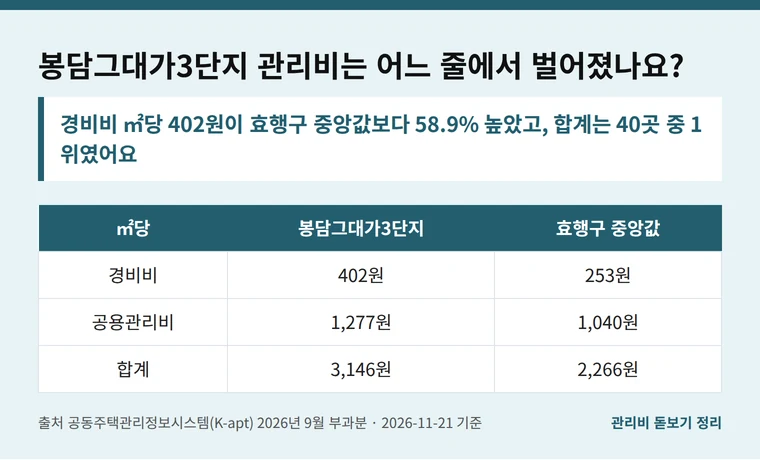 봉담그대가3단지 관리비는 어느 줄에서 벌어졌나요?
경비비 ㎡당 402원이 효행구 중앙값보다 58.9% 높았고, 합계는 40곳 중 1
위였어요
㎡당 봉담그대가3단지 효행구 중앙값
경비비 402원 253원
공용관리비 1,277원 1,040원
합계 3,146원 2,266원
출처 공동주택관리정보시스템(K-apt) 2026년 9월 부과분 · 2026-11-21 기준 관리비 돋보기 정리